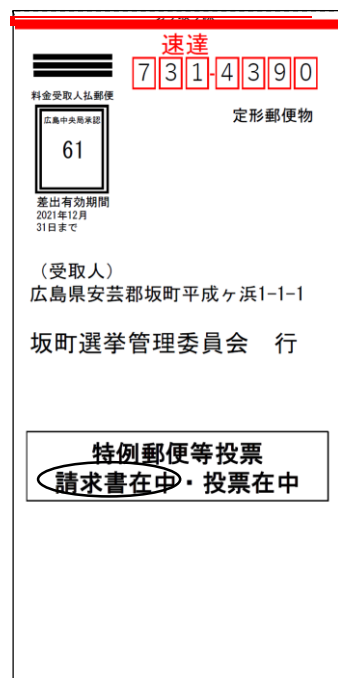 速達
731-4390
料金受取人払郵便
広島中央局承認
61
定形郵便物
差出有効期間
2021年12月
31日まで
（受取人）
広島県安芸郡坂町平成ヶ浜1-1-1
坂町選挙管理委員会　行
特例郵便等投票
請求書在中・投票在中